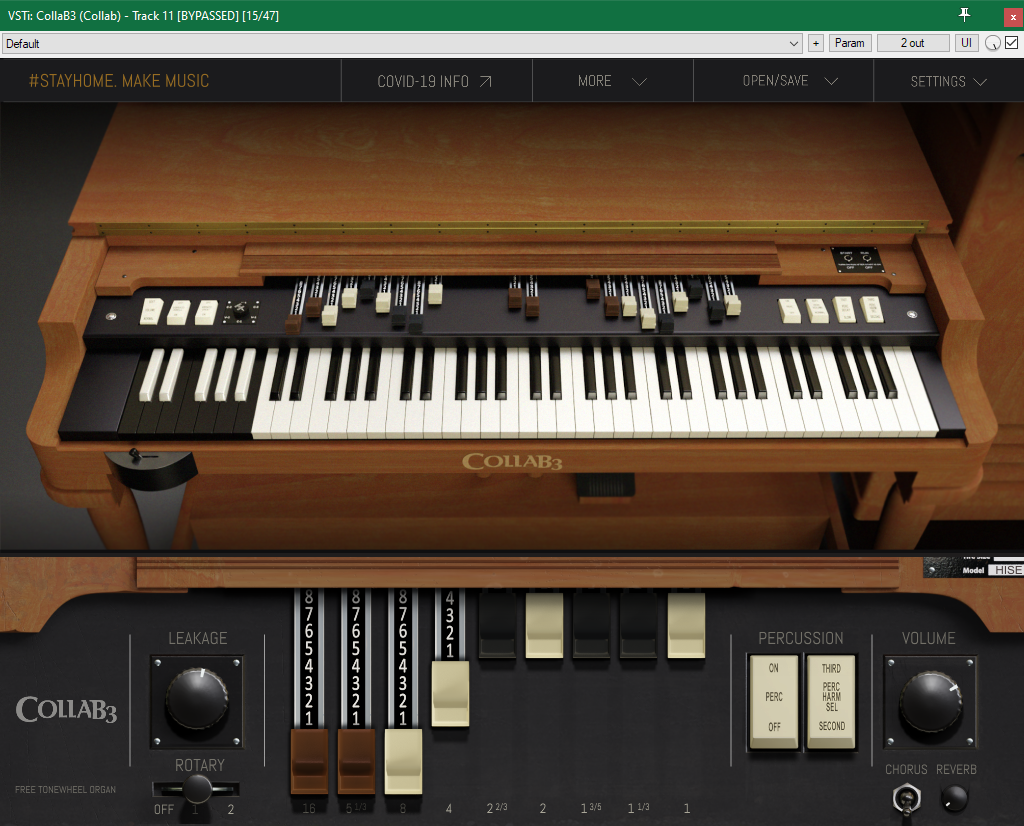 VSTi: CollaB3 (Collab) - Track 11 [BYPASSED] [15/47]
x
Default
+
Param
2 out
UI
#STAYHOME. MAKE MUSIC
COVID-19 INFO
MORE
OPEN/SAVE
SETTINGS
COLLAB3
Model HISE
LEAKAGE
PERCUSSION
VOLUME
8 8 8 4
7 7 7 3
6 6 6 2
5 5 5 1
4 4 4
3 3 3
2 2 2
1 1 1
ON
PERC
OFF
THIRD
PERC
HARM
SEL
SECOND
COLLAB3
ROTARY
CHORUS REVERB
FREE TONEWHEEL ORGAN
OFF 1 2
16 5 1/3 8 4 2 2/3 2 1 3/5 1 1/3 1